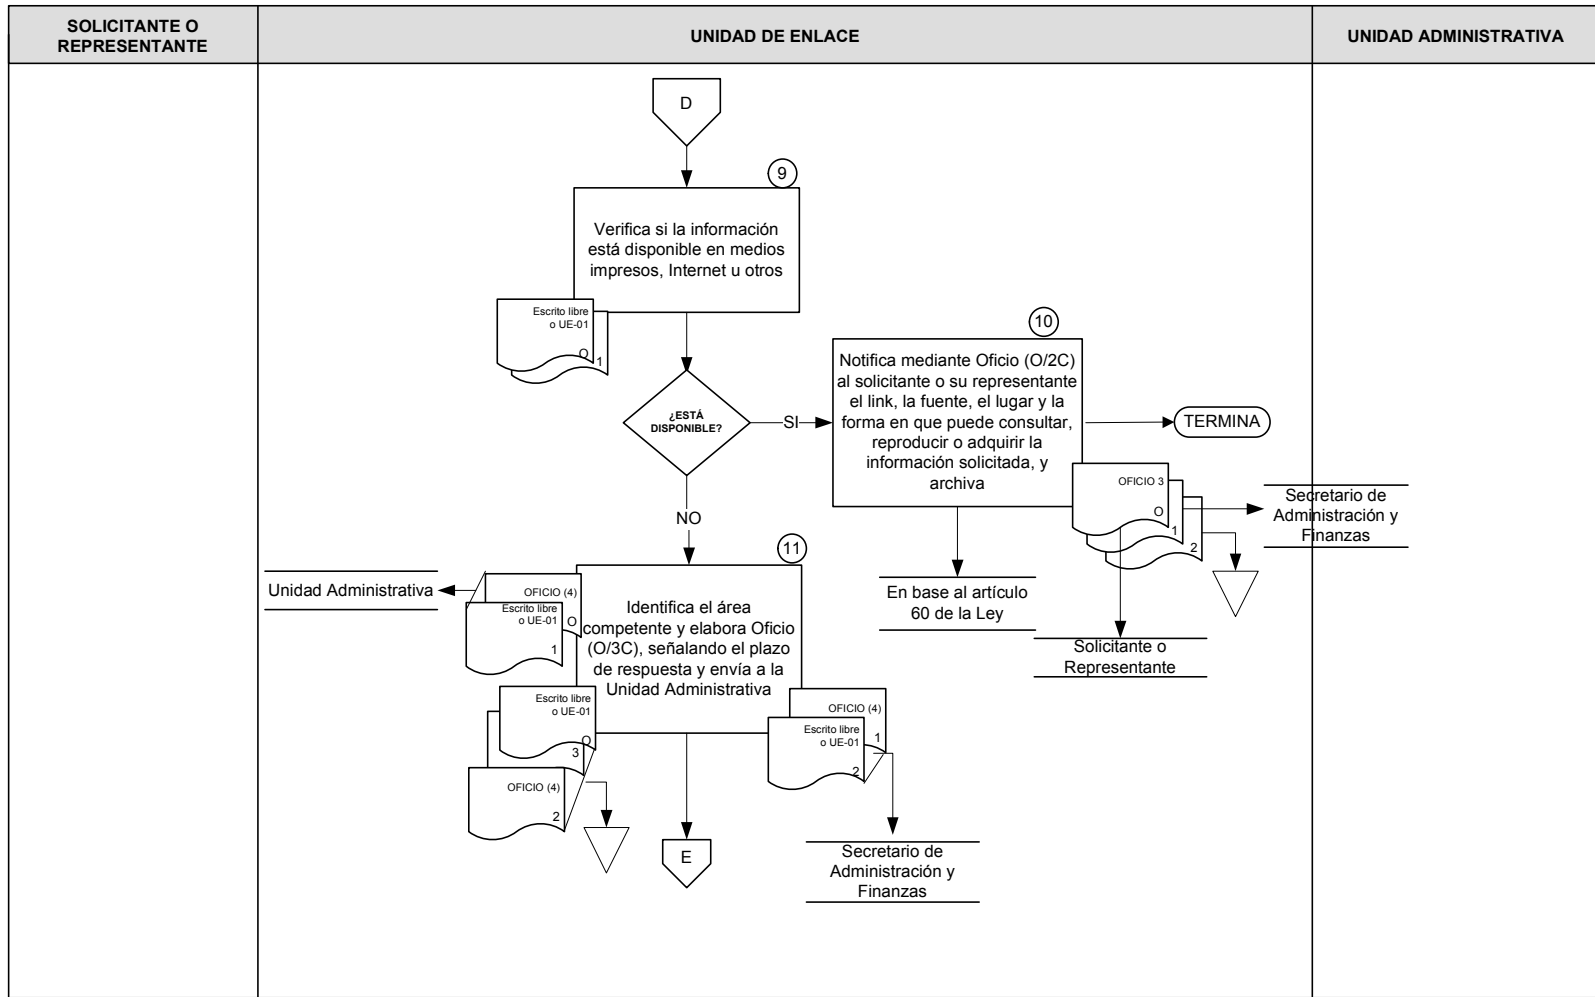 SOLICITANTE O
REPRESENTANTE
UNIDAD DE ENLACE
UNIDAD ADMINISTRATIVA
D
9
Verifica si la información
está disponible en medios
impresos, Internet u otros
Escrito libre
o UE-01
O
1
10
Notifica mediante Oficio (O/2C)
al solicitante o su representante
el link, la fuente, el lugar y la
forma en que puede consultar,
reproducir o adquirir la
información solicitada, y
archiva
¿ESTÁ
DISPONIBLE?
SI
TERMINA
OFICIO 3
O
1
2
Secretario de
Administración y
Finanzas
NO
En base al artículo
60 de la Ley
Solicitante o
Representante
11
Identifica el área
competente y elabora Oficio
(O/3C), señalando el plazo
de respuesta y envía a la
Unidad Administrativa
Unidad Administrativa
OFICIO (4)
O
Escrito libre
o UE-01
1
Escrito libre
o UE-01
O
3
OFICIO (4)
2
OFICIO (4)
1
Escrito libre
o UE-01
2
E
Secretario de
Administración y
Finanzas